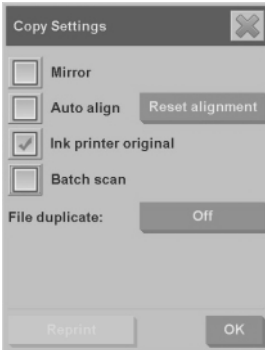 Copy Settings
Mirror
Auto align Reset alignment
Ink printer original
Batch scan
File duplicate: Off
Reprint OK